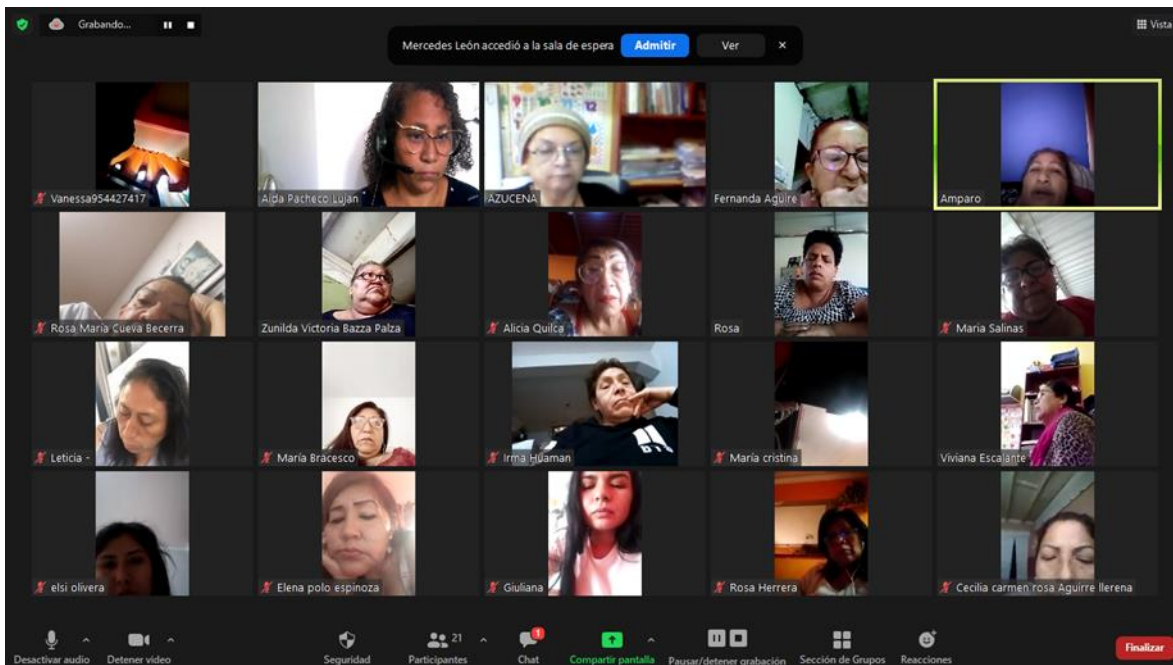 Grabando...
Vista
Mercedes León accedió a la sala de espera Admitir Ver
Vanessa954427417
Aida Pacheco Lujan
AZUCENA
Fernanda Aguire
Amparo
Rosa Maria Cueva Becerra
Zunilda Victoria Bazza Palza
Alicia Quilca
Rosa
Maria Salinas
Leticia -
María Bracesco
Irma Huaman
María cristina
Viviana Escalante
elsi olivera
Elena polo espinoza
Giuliana
Rosa Herrera
Cecilia carmen rosa Aguirre llerena
21
1
Desactivar audio
Detener video
Seguridad
Participantes
Chat
Compartir pantalla
Pausar/detener grabación
Sección de Grupos
Reacciones
Finalizar